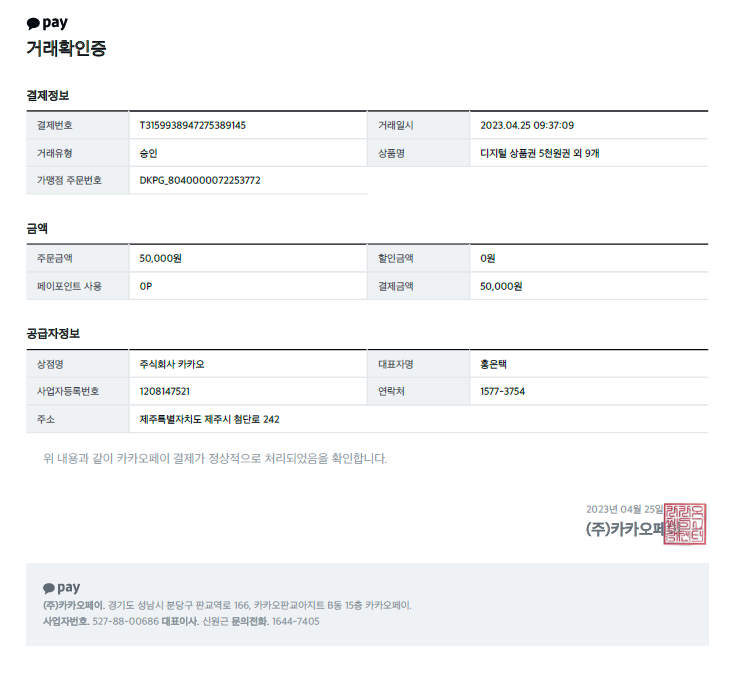 pay
거래확인증
결제정보
결제번호 T3159938947275389145 거래일시 2023.04.25 09:37:09
거래유형 승인 상품명 디지털 상품권 5천원권 외 9개
가맹점 주문번호 DKPG_8040000072253772
금액
주문금액 50,000원 할인금액 0원
페이포인트 사용 0P 결제금액 50,000원
공급자정보
상점명 주식회사 카카오 대표자명 홍은택
사업자등록번호 1208147521 연락처 1577-3754
주소 제주특별자치도 제주시 첨단로 242
위 내용과 같이 카카오페이 결제가 정상적으로 처리되었음을 확인합니다.
2023년 04월 25일
(주)카카오페이
pay
(주)카카오페이. 경기도 성남시 분당구 판교역로 166, 카카오판교아지트 B동 15층 카카오페이.
사업자번호. 527-88-00686 대표이사. 신원근 문의전화. 1644-7405